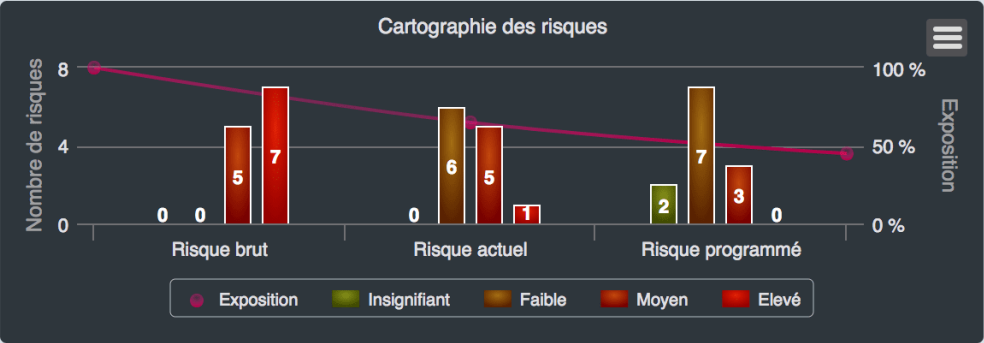 Cartographie des risques
Nombre de risques
8
4
0
100 %
50 %
0 %
Exposition
0 0 5 7
0 6 5 1
2 7 3 0
Risque brut Risque actuel Risque programmé
Exposition Insignifiant Faible Moyen Elevé